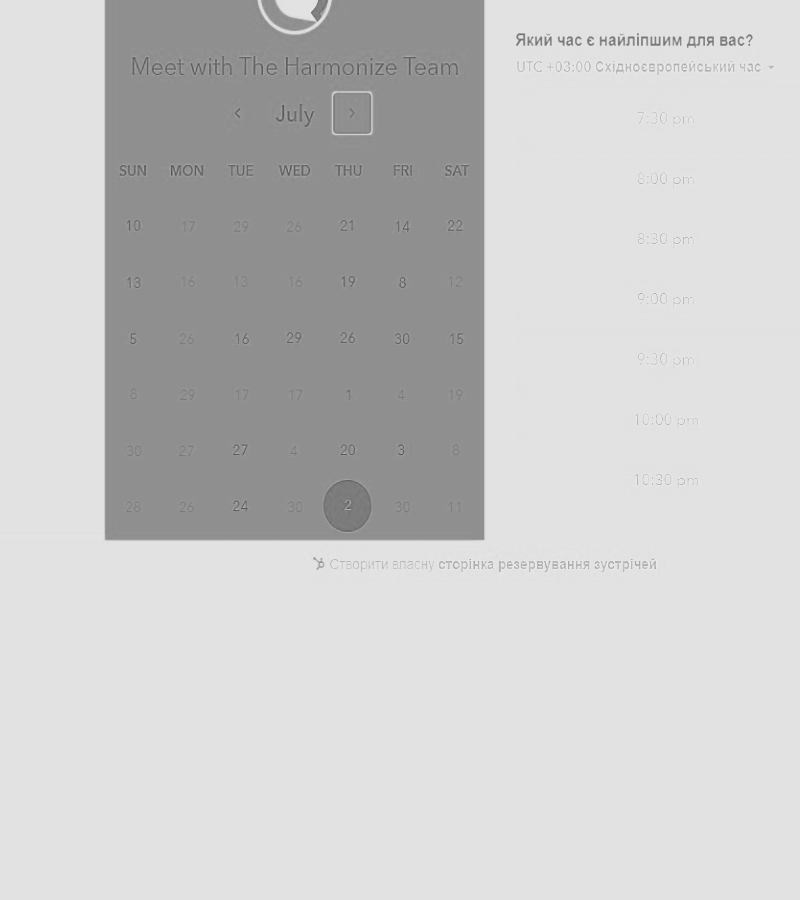 Meet with The Harmonize Team
July
SUN MON TUE WED THU FRI SAT
10 17 29 26 21 14 22
13 16 13 16 19 8 12
5 26 16 29 26 30 15
8 29 17 17 1 4 19
30 27 27 4 20 3 8
28 26 24 30 2 30 11
Який час є найліпшим для вас?
UTC +03:00 Східноєвропейський час
7:30 pm
8:00 pm
8:30 pm
9:00 pm
9:30 pm
10:00 pm
10:30 pm
Створити власну сторінка резервування зустрічей